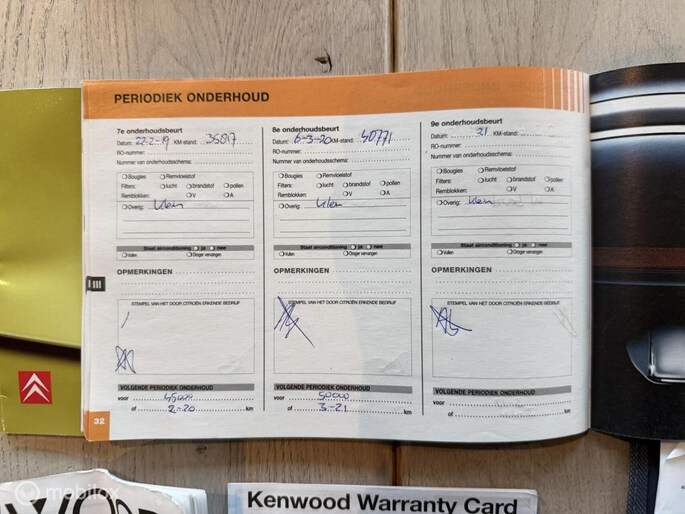 PERIODIEK ONDERHOUD
7e onderhoudsbeurt
Datum: 22-2-19 KM-stand: 35817
RO-nummer:
Nummer van onderhoudsschema:
Bougies Remvloeistof
Filters: lucht brandstof pollen
Remblokken: V A
Overig: klein
Staat airconditioning ja nee
Vullen Droger vervangen
OPMERKINGEN
STEMPEL VAN HET DOOR CITROËN ERKENDE BEDRIJF
VOLGENDE PERIODIEK ONDERHOUD
voor 45000
of 2-20 km
8e onderhoudsbeurt
Datum: 6-3-20 KM-stand: 40771
RO-nummer:
Nummer van onderhoudsschema:
Bougies Remvloeistof
Filters: lucht brandstof pollen
Remblokken: V A
Overig: klein
Staat airconditioning ja nee
Vullen Droger vervangen
OPMERKINGEN
STEMPEL VAN HET DOOR CITROËN ERKENDE BEDRIJF
VOLGENDE PERIODIEK ONDERHOUD
voor 50000
of 3-21 km
9e onderhoudsbeurt
Datum: 21 KM-stand:
RO-nummer:
Nummer van onderhoudsschema:
Bougies Remvloeistof
Filters: lucht brandstof pollen
Remblokken: V A
Overig: klein
Staat airconditioning ja nee
Vullen Droger vervangen
OPMERKINGEN
STEMPEL VAN HET DOOR CITROËN ERKENDE BEDRIJF
VOLGENDE PERIODIEK ONDERHOUD
voor
of km
III
32
Kenwood Warranty Card
mobilox